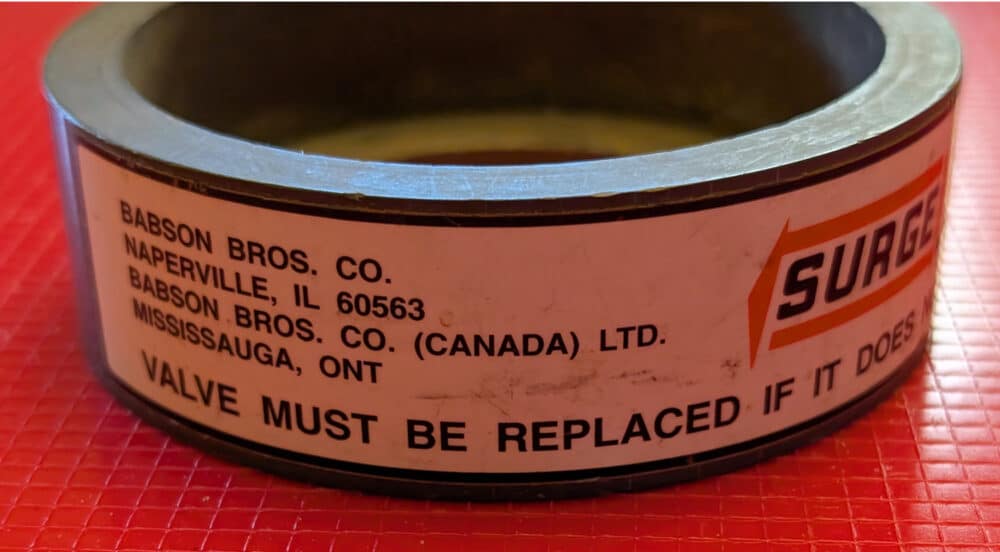 BABSON BROS. CO.
NAPERVILLE, IL 60563
BABSON BROS. CO. (CANADA) LTD.
MISSISSAUGA, ONT
SURGE
VALVE MUST BE REPLACED IF IT DOES